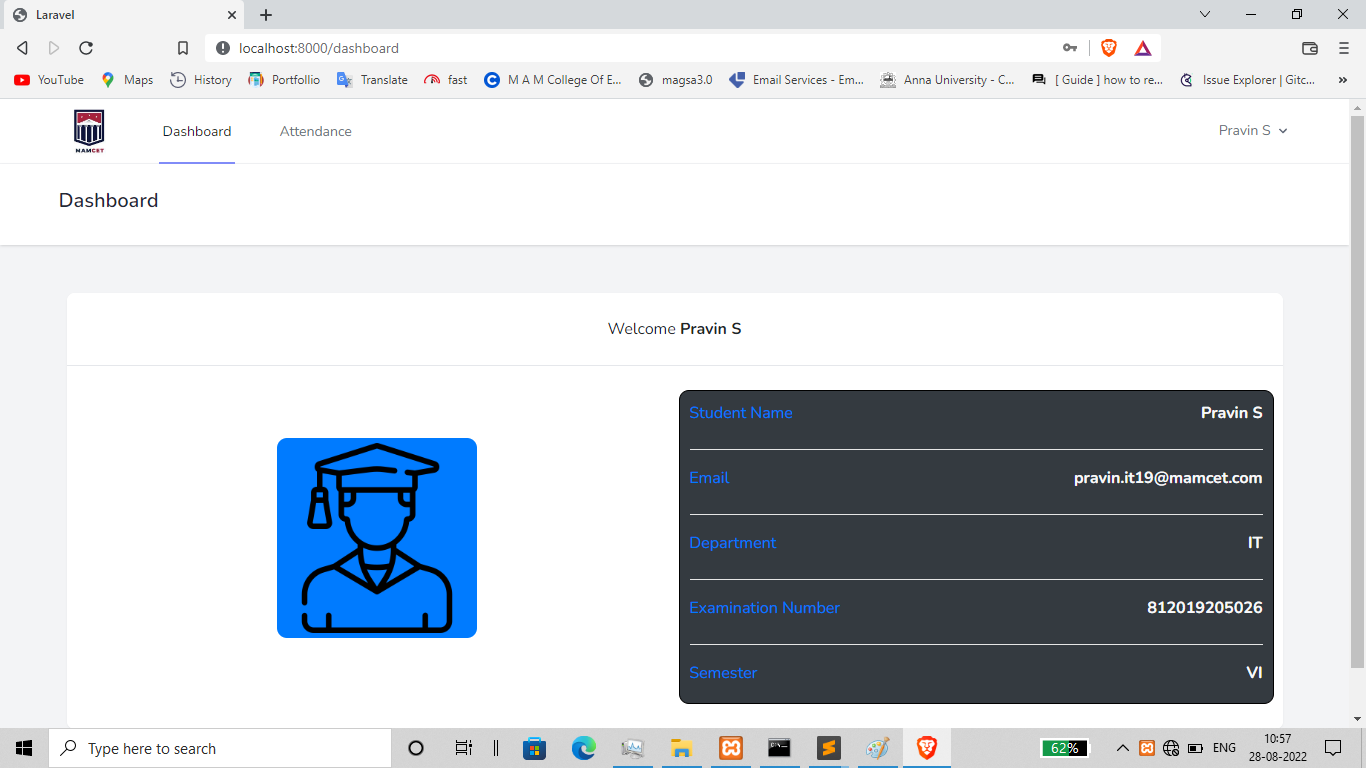 Laravel
localhost:8000/dashboard
YouTube Maps History Portfollio Translate fast M A M College Of E... magsa3.0 Email Services - Em... Anna University - C... [ Guide ] how to re... Issue Explorer | Gitc... »
NAMCET Dashboard Attendance Pravin S
Dashboard
Welcome Pravin S
Student Name Pravin S
Email pravin.it19@mamcet.com
Department IT
Examination Number 812019205026
Semester VI
Type here to search 62% ENG 10:57
28-08-2022